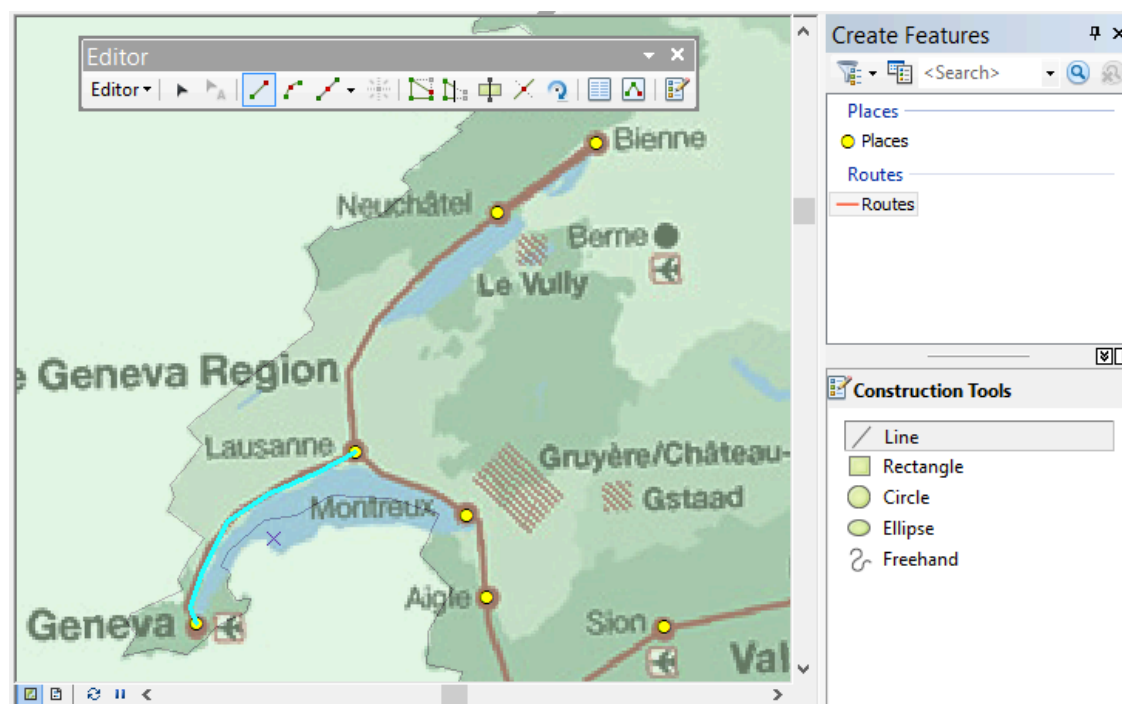 Editor
Editor
Bienne
Neuchâtel
Berne
Le Vully
e Geneva Region
Lausanne
Gruyère/Château-
Gstaad
Montreux
Aigle
Geneva
Sion
Val
Create Features
<Search>
Places
Places
Routes
Routes
Construction Tools
Line
Rectangle
Circle
Ellipse
Freehand